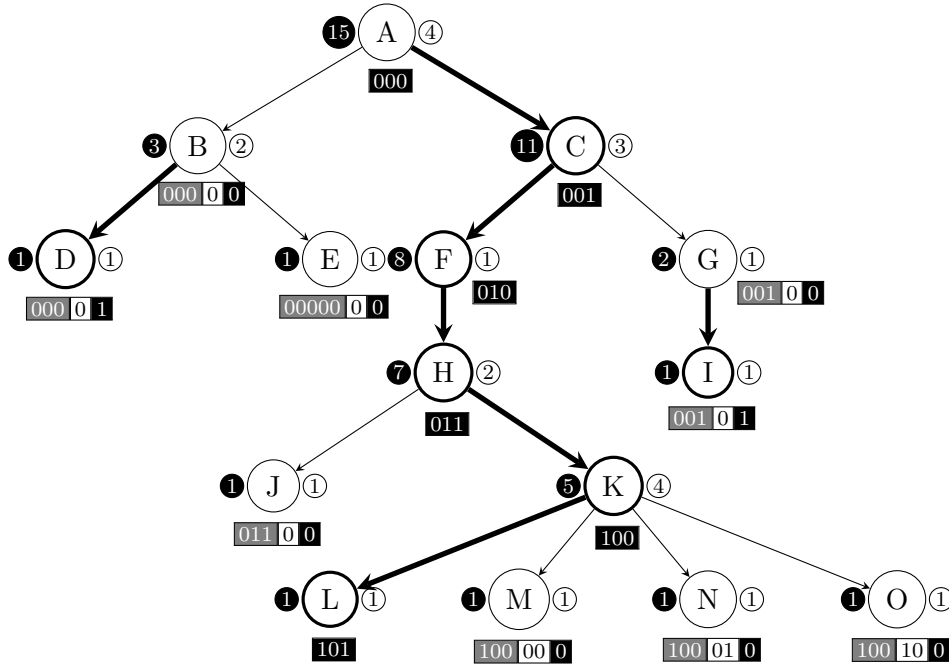 15 A 4
000
3 B 2
11 C 3
000 0 0
001
1 D 1
1 E 1
8 F 1
2 G 1
000 0 1
00000 0 0
010
001 0 0
7 H 2
1 I 1
011
001 0 1
1 J 1
5 K 4
011 0 0
100
1 L 1
1 M 1
1 N 1
1 O 1
101
100 00 0
100 01 0
100 10 0